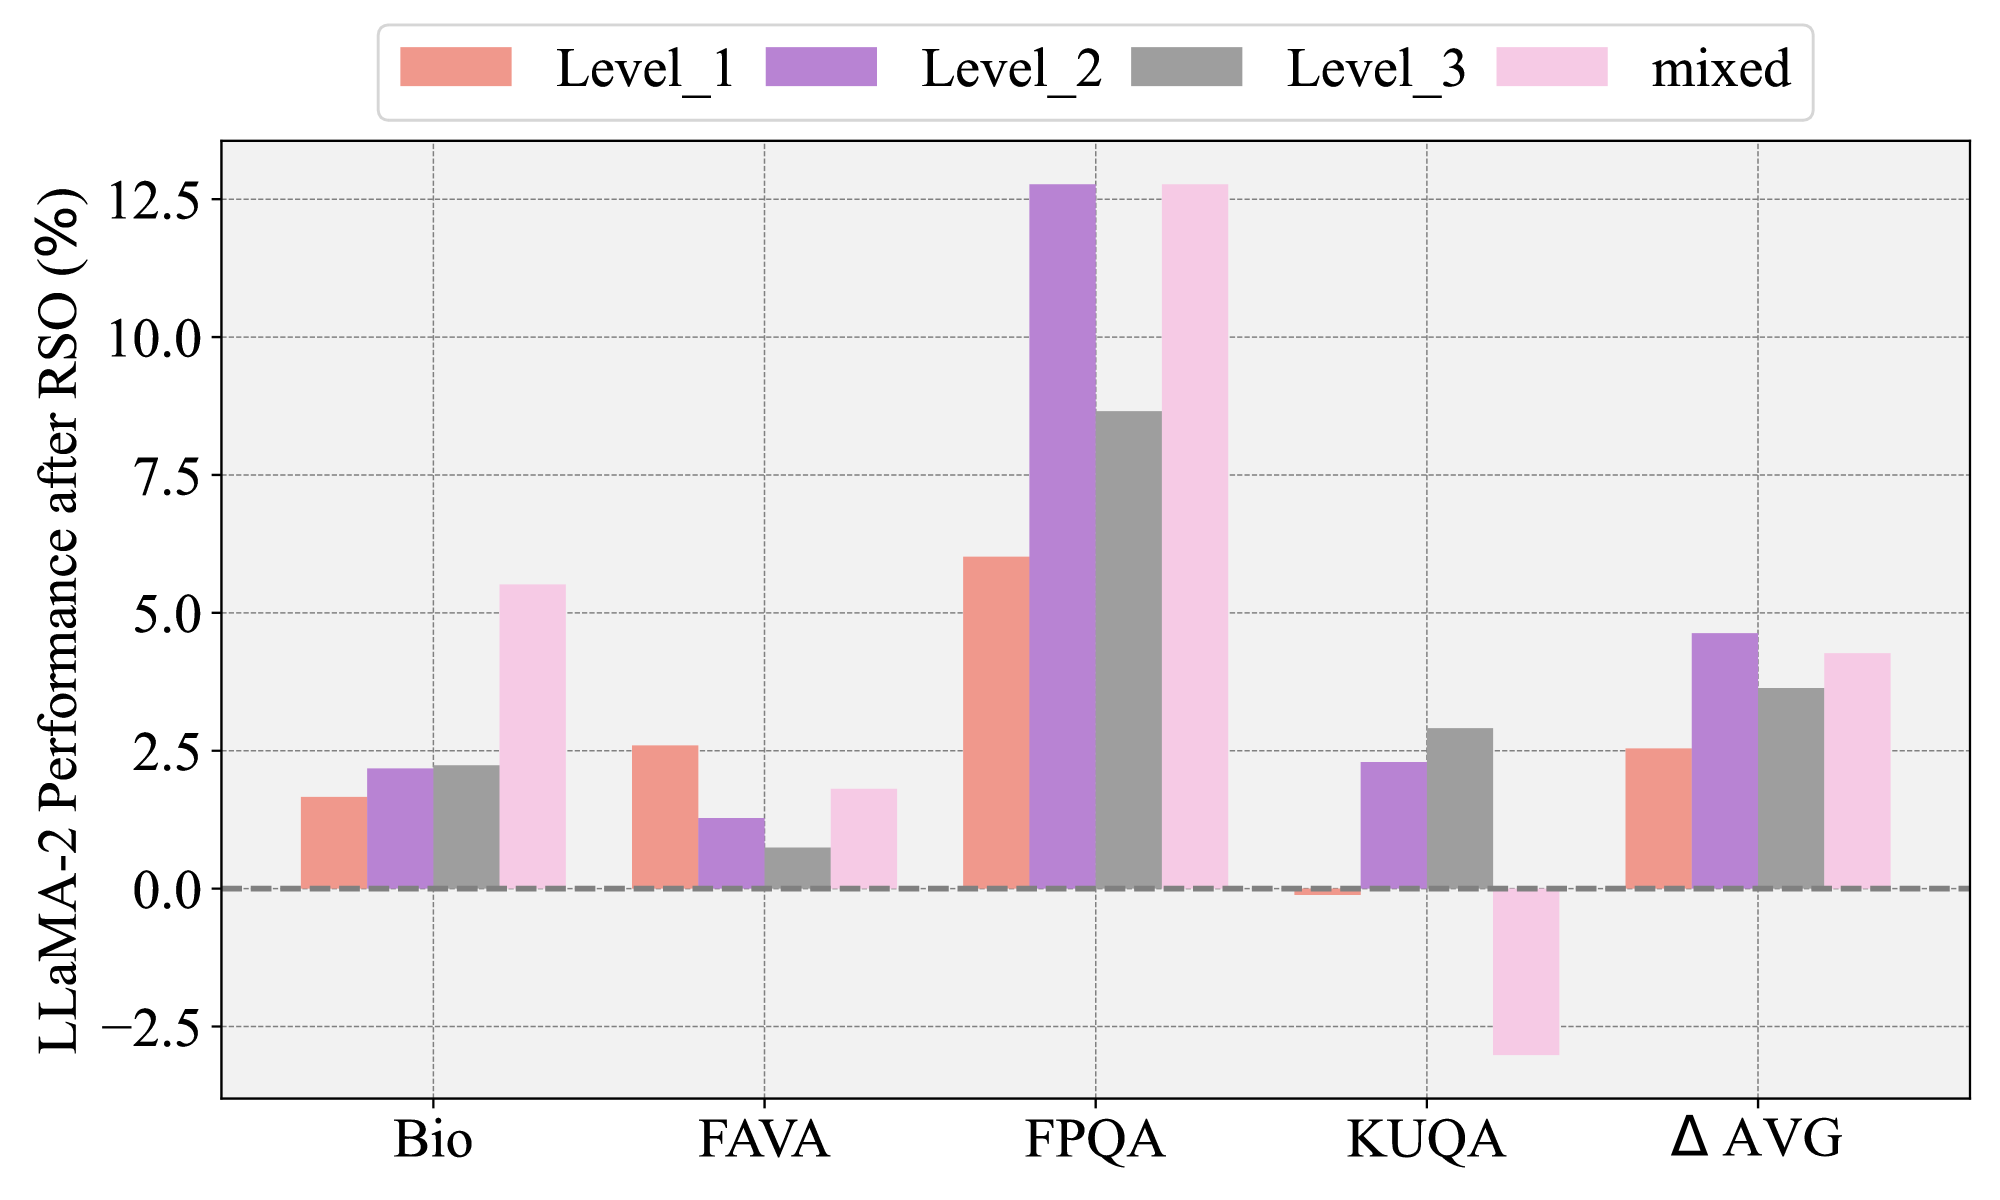 Level_1 Level_2 Level_3 mixed
LLaMA-2 Performance after RSO (%)
12.5
10.0
7.5
5.0
2.5
0.0
−2.5
Bio FAVA FPQA KUQA Δ AVG